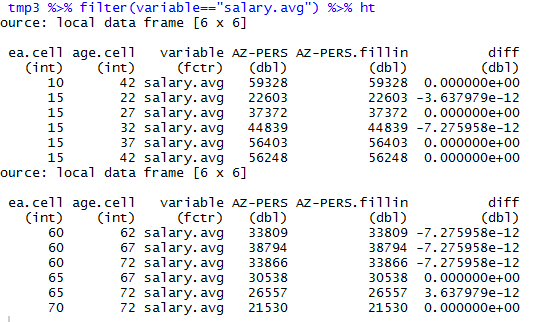 tmp3 %>% filter(variable=="salary.avg") %>% ht
ource: local data frame [6 x 6]
ea.cell age.cell variable AZ-PERS AZ-PERS.fillin diff
(int) (int) (fctr) (dbl) (dbl) (dbl)
10 42 salary.avg 59328 59328 0.000000e+00
15 22 salary.avg 22603 22603 -3.637979e-12
15 27 salary.avg 37372 37372 0.000000e+00
15 32 salary.avg 44839 44839 -7.275958e-12
15 37 salary.avg 56403 56403 0.000000e+00
15 42 salary.avg 56248 56248 0.000000e+00
ource: local data frame [6 x 6]
ea.cell age.cell variable AZ-PERS AZ-PERS.fillin diff
(int) (int) (fctr) (dbl) (dbl) (dbl)
60 62 salary.avg 33809 33809 -7.275958e-12
60 67 salary.avg 38794 38794 -7.275958e-12
60 72 salary.avg 33866 33866 -7.275958e-12
65 67 salary.avg 30538 30538 0.000000e+00
65 72 salary.avg 26557 26557 3.637979e-12
70 72 salary.avg 21530 21530 0.000000e+00